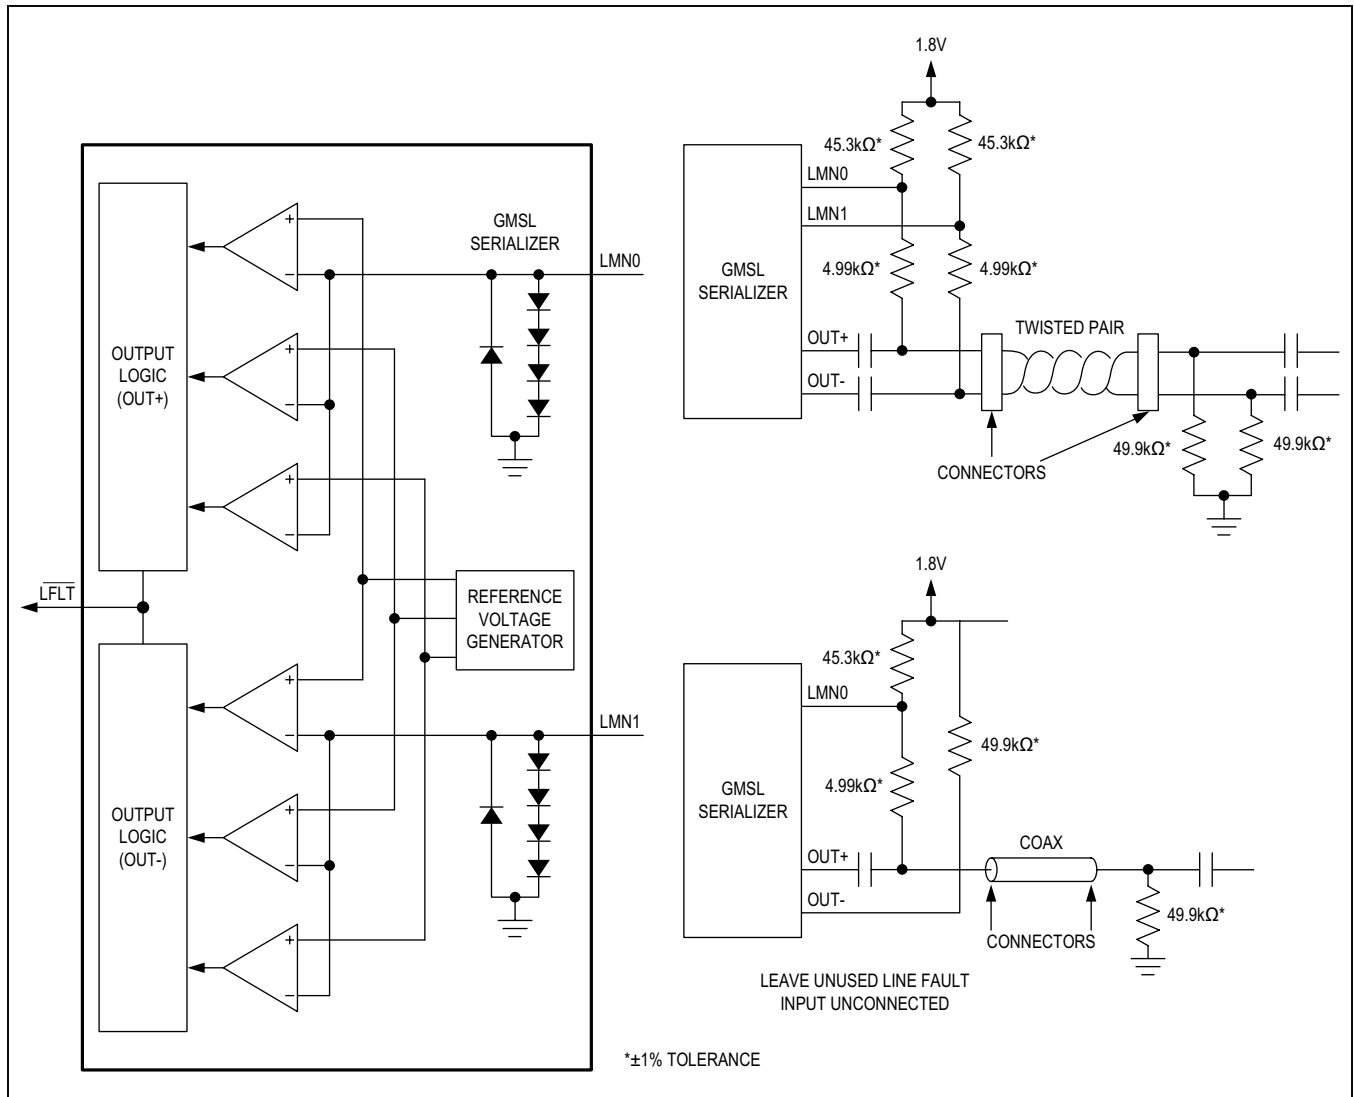 GMSL
SERIALIZER
LMN0
+
−
+
−
+
−
OUTPUT
LOGIC
(OUT+)
LFLT
REFERENCE
VOLTAGE
GENERATOR
LMN1
+
−
+
−
+
−
OUTPUT
LOGIC
(OUT-)
1.8V
45.3kΩ*
45.3kΩ*
LMN0
LMN1
GMSL
SERIALIZER
4.99kΩ*
4.99kΩ*
OUT+
OUT-
TWISTED PAIR
CONNECTORS
49.9kΩ*
49.9kΩ*
1.8V
45.3kΩ*
LMN0
49.9kΩ*
4.99kΩ*
GMSL
SERIALIZER
OUT+
OUT-
COAX
CONNECTORS
49.9kΩ*
LEAVE UNUSED LINE FAULT
INPUT UNCONNECTED
*±1% TOLERANCE